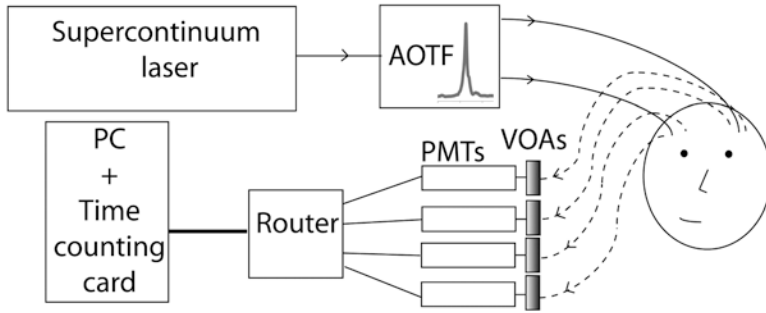 Supercontinuum
laser
AOTF
PC
+
Time
counting
card
Router
PMTs
VOAs